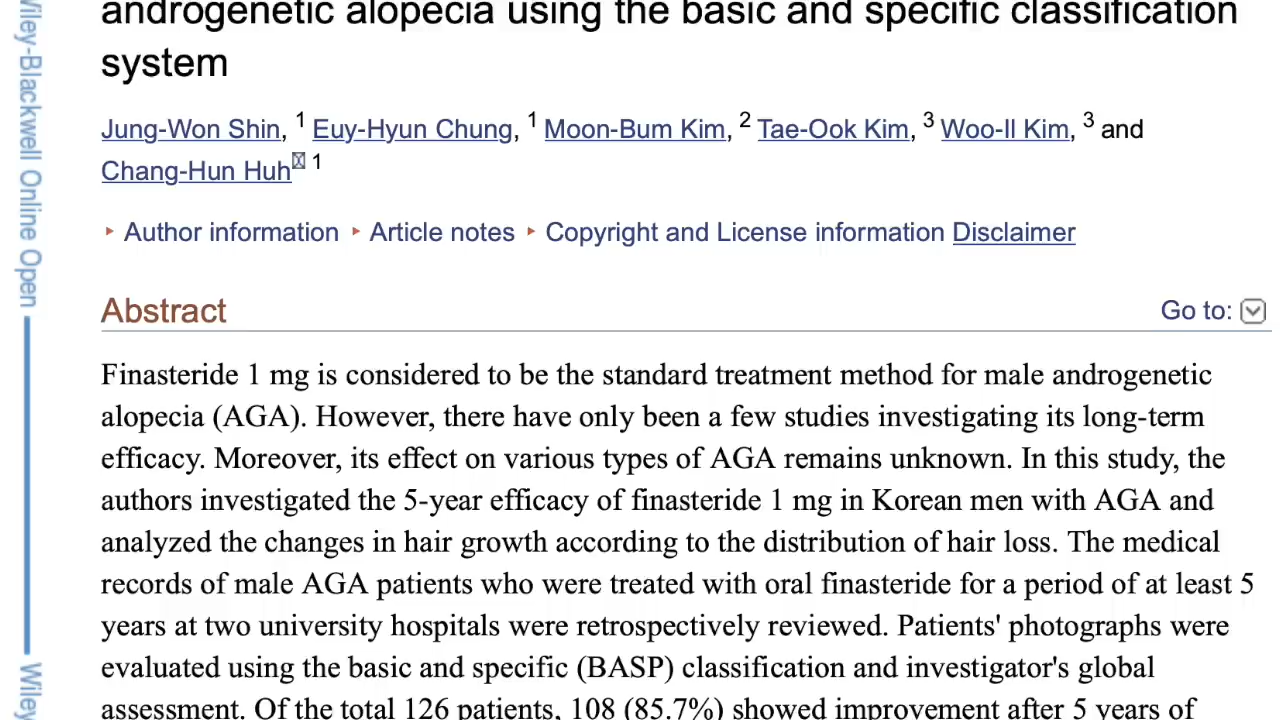 androgenetic alopecia using the basic and specific classification
system
Jung-Won Shin, 1 Euy-Hyun Chung, 1 Moon-Bum Kim, 2 Tae-Ook Kim, 3 Woo-Il Kim, 3 and
Chang-Hun Huh 1
Author information Article notes Copyright and License information Disclaimer
Abstract
Go to:
Finasteride 1 mg is considered to be the standard treatment method for male androgenetic
alopecia (AGA). However, there have only been a few studies investigating its long-term
efficacy. Moreover, its effect on various types of AGA remains unknown. In this study, the
authors investigated the 5-year efficacy of finasteride 1 mg in Korean men with AGA and
analyzed the changes in hair growth according to the distribution of hair loss. The medical
records of male AGA patients who were treated with oral finasteride for a period of at least 5
years at two university hospitals were retrospectively reviewed. Patients' photographs were
evaluated using the basic and specific (BASP) classification and investigator's global
assessment. Of the total 126 patients, 108 (85.7%) showed improvement after 5 years of
Wiley-Blackwell Online Open
Wiley